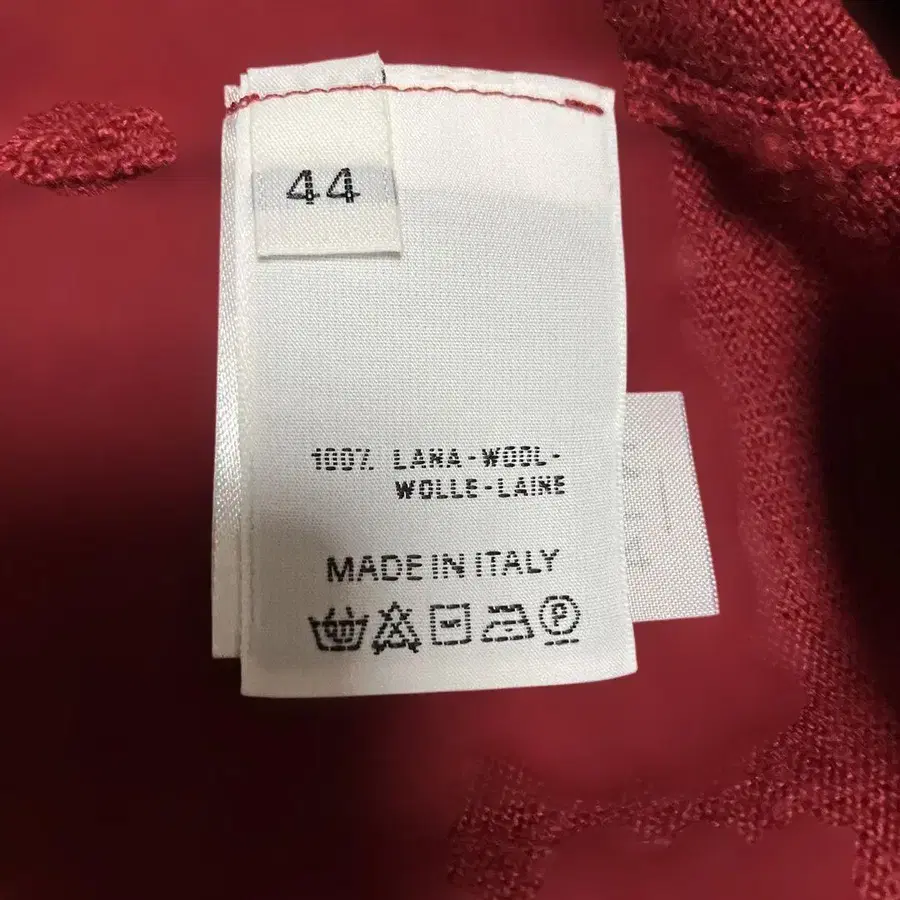 44
100% LANA-WOOL-
WOLLE-LAINE
MADE IN ITALY
P